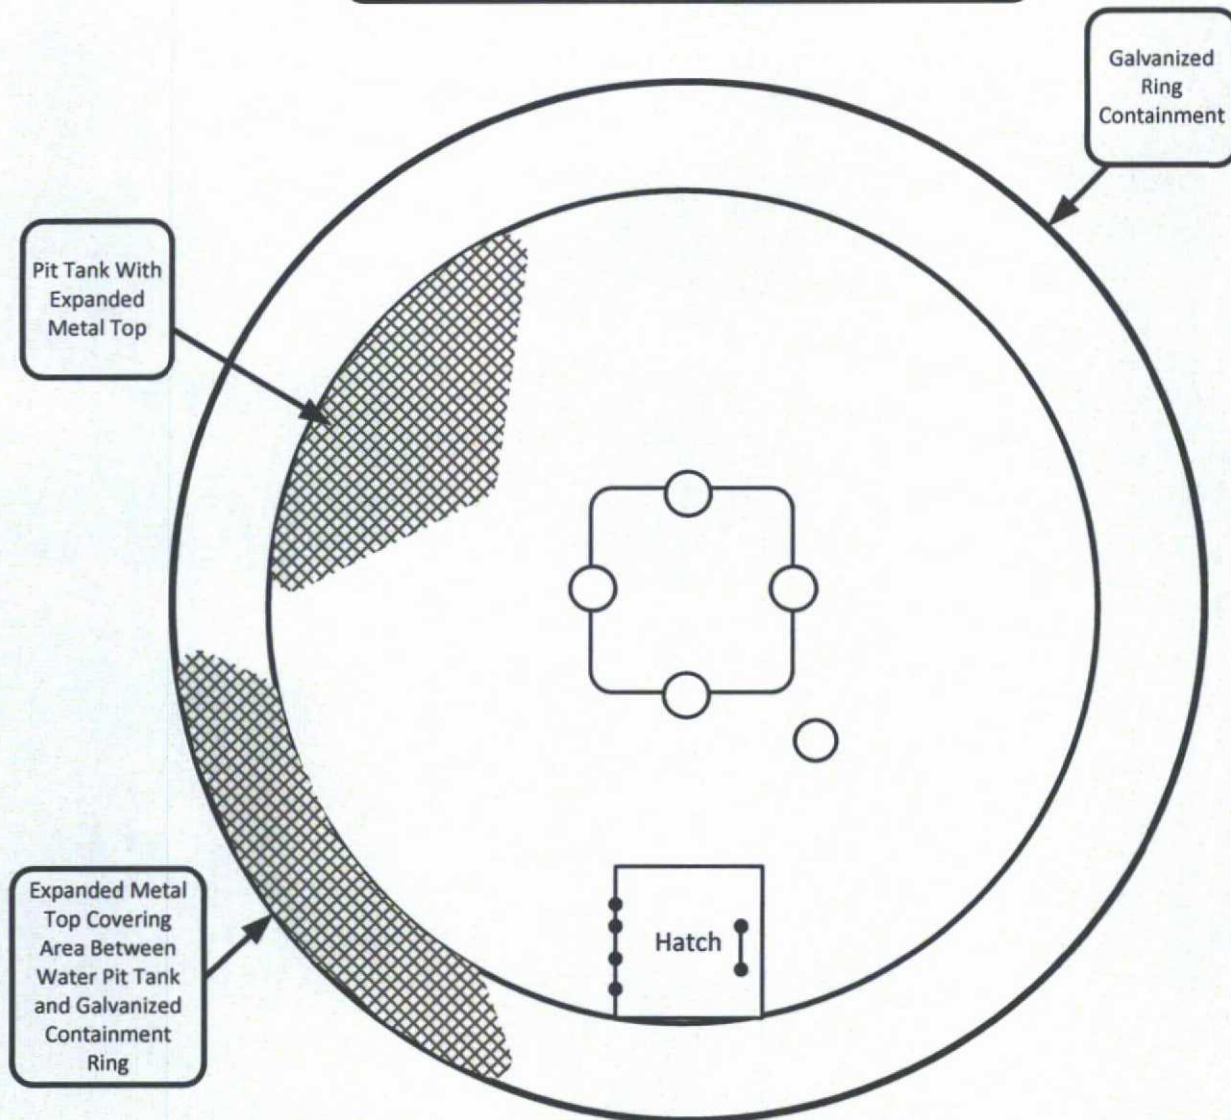 Galvanized
Ring
Containment
Pit Tank With
Expanded
Metal Top
Expanded Metal
Top Covering
Area Between
Water Pit Tank
and Galvanized
Containment
Ring
Hatch